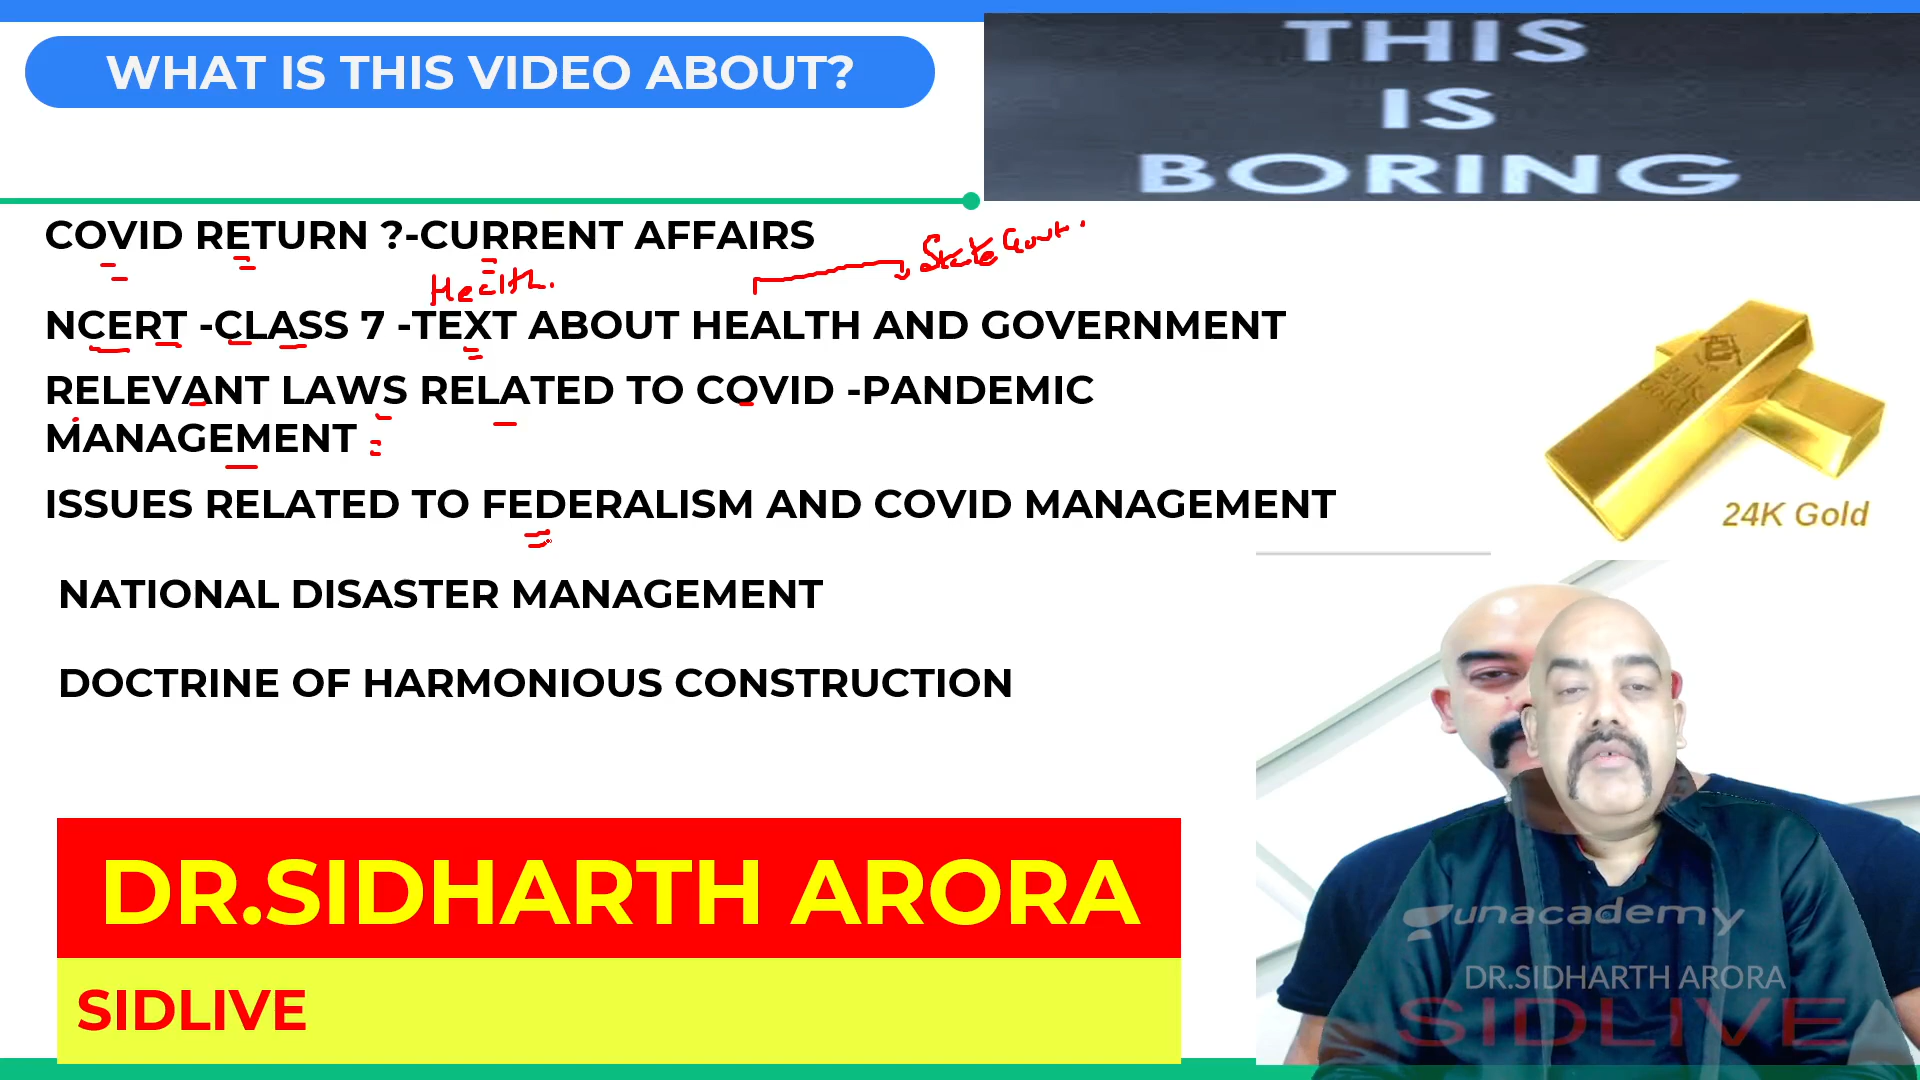 WHAT IS THIS VIDEO ABOUT?
THIS
IS
BORING
COVID RETURN ?-CURRENT AFFAIRS
State Govt.
Health.
NCERT -CLASS 7 -TEXT ABOUT HEALTH AND GOVERNMENT
RELEVANT LAWS RELATED TO COVID -PANDEMIC
MANAGEMENT
ISSUES RELATED TO FEDERALISM AND COVID MANAGEMENT
24K Gold
NATIONAL DISASTER MANAGEMENT
DOCTRINE OF HARMONIOUS CONSTRUCTION
DR.SIDHARTH ARORA
SIDLIVE
unacademy
DR.SIDHARTH ARORA
SIDLIVE